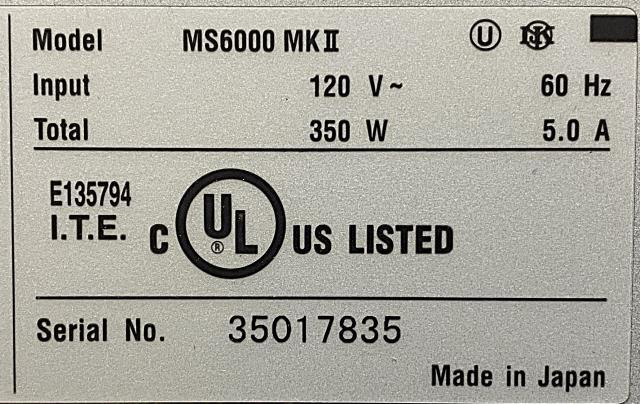 Model MS6000 MKⅡ U
Input 120 V~ 60 Hz
Total 350 W 5.0 A
E135794
I.T.E. C UL ® US LISTED
Serial No. 35017835
Made in Japan